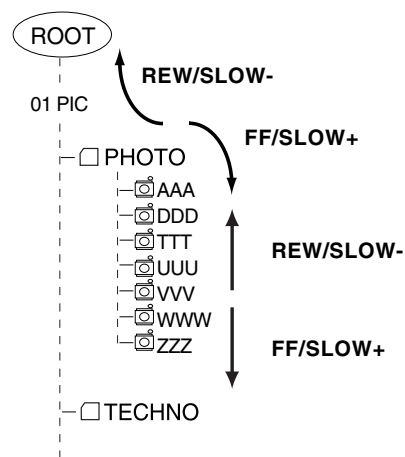 ROOT
REW/SLOW-
01 PIC
FF/SLOW+
PHOTO
AAA
DDD
TTT
REW/SLOW-
UUU
VVV
WWW
ZZZ
FF/SLOW+
TECHNO